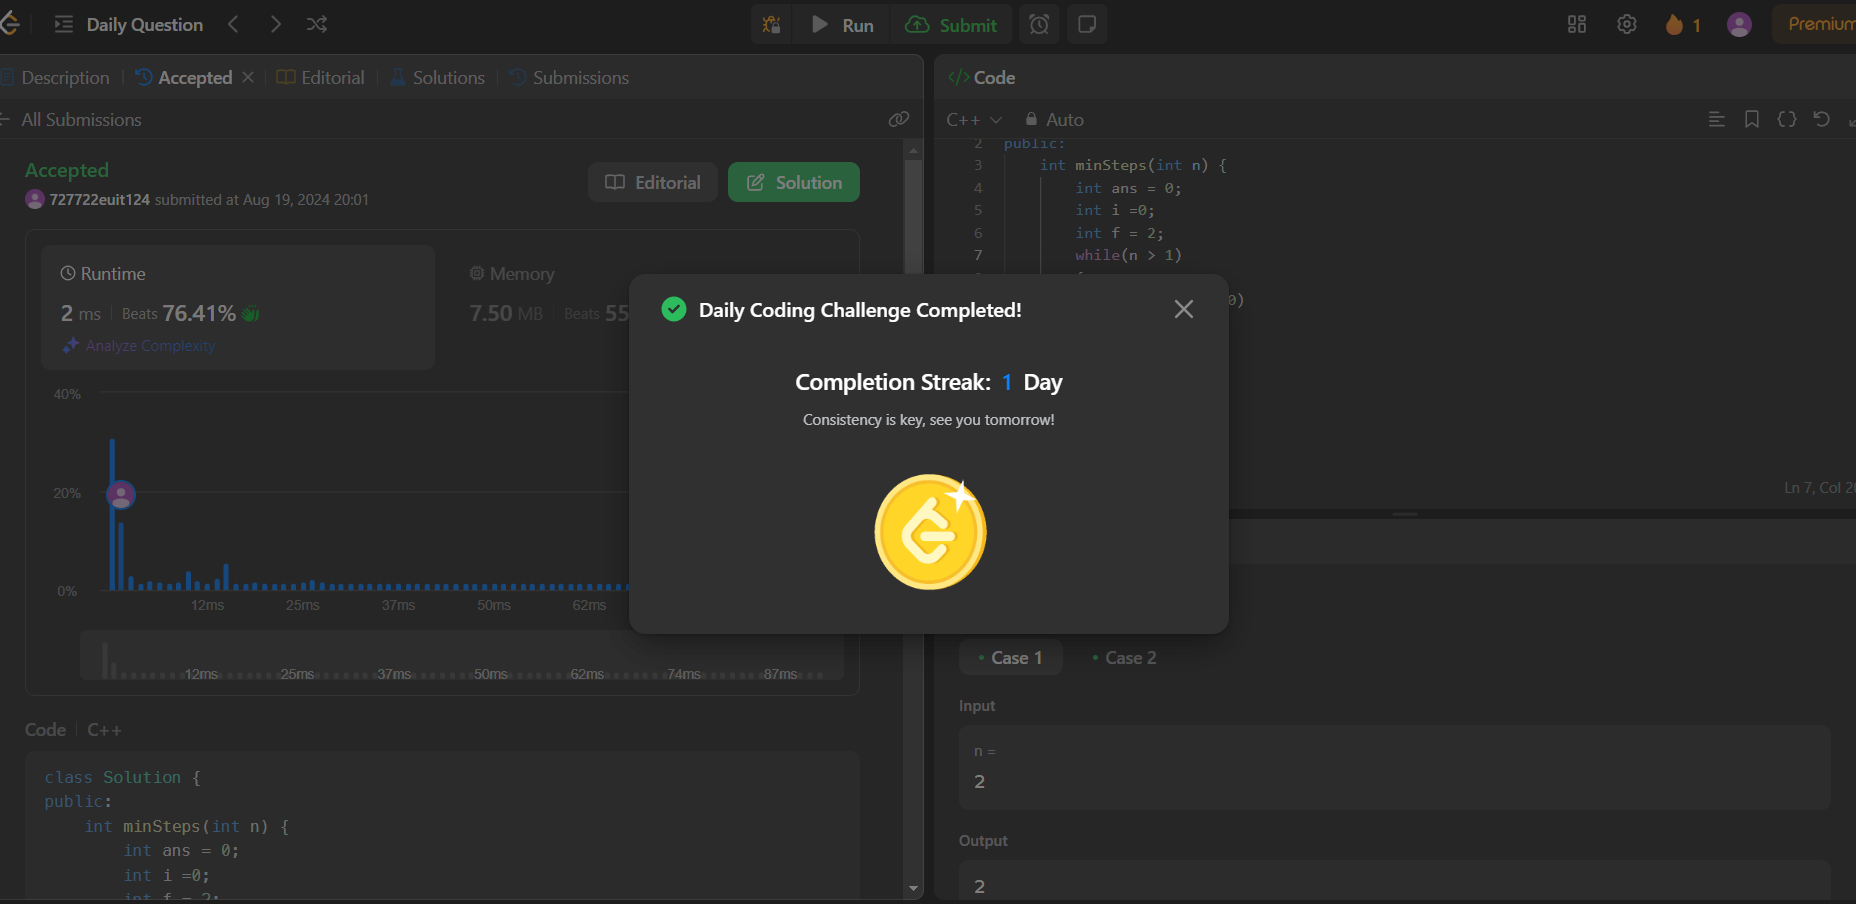 Daily Question
Run
Submit
1
Premium
Description
Accepted
Editorial
Solutions
Submissions
All Submissions
Accepted
727722euit124 submitted at Aug 19, 2024 20:01
Editorial
Solution
Runtime
2 ms
Beats 76.41%
Analyze Complexity
Memory
7.50 MB
Beats 55
40%
20%
0%
12ms 25ms 37ms 50ms 62ms
12ms 25ms 37ms 50ms 62ms 74ms 87ms
Code
C++
class Solution {
public:
int minSteps(int n) {
int ans = 0;
int i =0;
int f = 2;
Daily Coding Challenge Completed!
Completion Streak: 1 Day
Consistency is key, see you tomorrow!
</> Code
C++
Auto
2 public:
3 int minSteps(int n) {
4 int ans = 0;
5 int i =0;
6 int f = 2;
7 while(n > 1)
{
0)
Ln 7, Col
Case 1
Case 2
Input
n =
2
Output
2